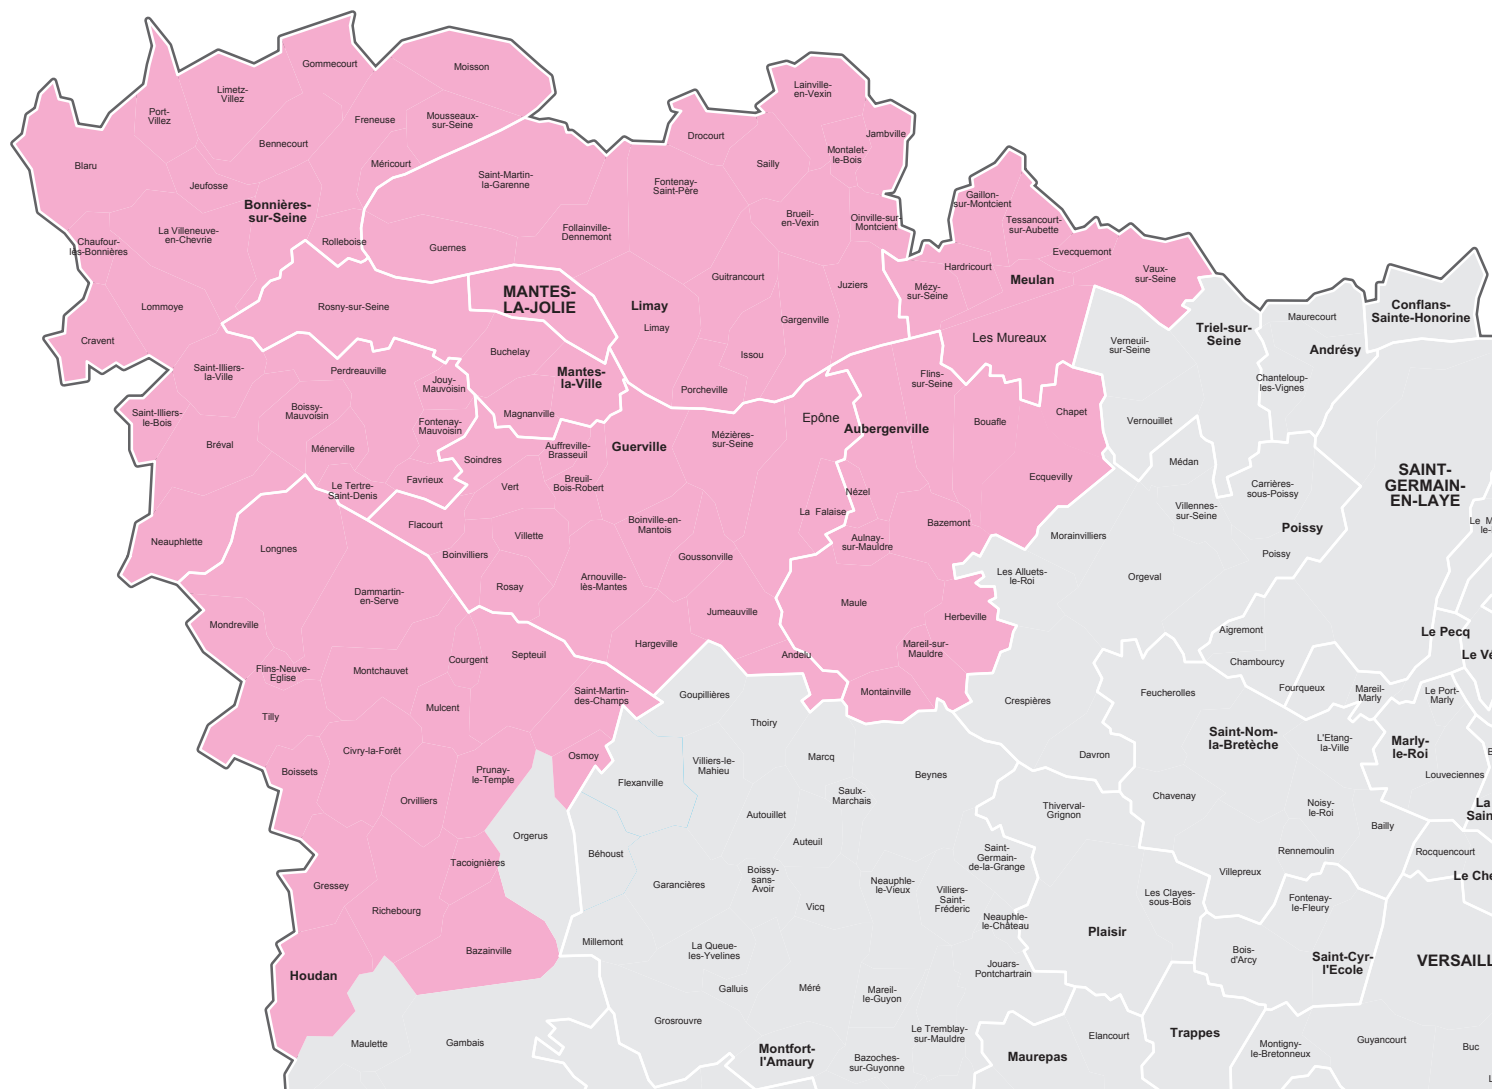 Gommecourt
Moisson
Limetz-
Villez
Port-
Villez
Freneuse
Mousseaux-
sur-Seine
Bennecourt
Blaru
Méricourt
Jeufosse
Bonnières-
sur-Seine
La Villeneuve-
en-Chevrie
Chaufour-
lès-Bonnières
Rolleboise
Lommoye
Cravent
Rosny-sur-Seine
Saint-Martin-
la-Garenne
Guernes
Follainville-
Dennemont
Fontenay-
Saint-Père
Drocourt
Sailly
Lainville-
en-Vexin
Montalet-
le-Bois
Jambville
Brueil-
en-Vexin
Oinville-sur-
Montcient
Guitrancourt
Juziers
Gargenville
Issou
Porcheville
Limay
Limay
MANTES-
LA-JOLIE
Buchelay
Mantes-
la-Ville
Magnanville
Gaillon-
sur-Montcient
Tessancourt-
sur-Aubette
Evecquemont
Hardricourt
Mézy-
sur-Seine
Meulan
Vaux-
sur-Seine
Les Mureaux
Verneuil-
sur-Seine
Triel-sur-
Seine
Maurecourt
Andrésy
Conflans-
Sainte-Honorine
Chanteloup-
les-Vignes
Vernouillet
Médan
Villennes-
sur-Seine
Carrières-
sous-Poissy
Poissy
Poissy
SAINT-
GERMAIN-
EN-LAYE
Le M
le-
Saint-Illiers-
la-Ville
Saint-Illiers-
le-Bois
Perdreauville
Jouy-
Mauvoisin
Boissy-
Mauvoisin
Fontenay-
Mauvoisin
Bréval
Ménerville
Le Tertre-
Saint-Denis
Favrieux
Neauphlette
Soindres
Auffreville-
Brasseuil
Guerville
Mézières-
sur-Seine
Epône
Vert
Breuil-
Bois-Robert
Flacourt
Villette
Boinvilliers
Boinville-en-
Mantois
Goussonville
Rosay
Arnouville-
lès-Mantes
Jumeauville
Hargeville
Andelu
La Falaise
Flins-
sur-Seine
Aubergenville
Bouafle
Chapet
Ecquevilly
Nézel
Bazemont
Aulnay-
sur-Mauldre
Maule
Herbeville
Mareil-sur-
Mauldre
Montainville
Morainvilliers
Les Alluets-
le-Roi
Orgeval
Aigremont
Chambourcy
Le Pecq
Le Vé
Longnes
Dammartin-
en-Serve
Mondreville
Flins-Neuve-
Eglise
Montchauvet
Courgent
Septeuil
Tilly
Mulcent
Saint-Martin-
des-Champs
Civry-la-Forêt
Boissets
Prunay-
le-Temple
Osmoy
Orvilliers
Orgerus
Tacoignières
Gressey
Richebourg
Bazainville
Houdan
Maulette
Gambais
Goupillières
Thoiry
Marcq
Villiers-le-
Mahieu
Flexanville
Beynes
Saulx-
Marchais
Autouillet
Auteuil
Béhoust
Garancières
Boissy-
sans-
Avoir
Vicq
Neauphle-
le-Vieux
Villiers-
Saint-
Fréderic
Saint-
Germain-
de-la-Grange
Neauphle-
le-Château
Jouars-
Pontchartrain
Millemont
La Queue-
les-Yvelines
Galluis
Méré
Mareil-
le-Guyon
Grosrouvre
Montfort-
l'Amaury
Le Tremblay-
sur-Mauldre
Bazoches-
sur-Guyonne
Crespières
Feucherolles
Fourqueux
Mareil-
Marly
Le Port-
Marly
Saint-Nom-
la-Bretèche
L'Etang-
la-Ville
Marly-
le-Roi
Louveciennes
Davron
Chavenay
Thiverval-
Grignon
Noisy-
le-Roi
Bailly
La
Sain
Rennemoulin
Rocquencourt
Villepreux
Le Che
Les Clayes-
sous-Bois
Fontenay-
le-Fleury
Plaisir
Bois-
d'Arcy
Saint-Cyr-
l'Ecole
VERSAILL
Maurepas
Elancourt
Trappes
Montigny-
le-Bretonneux
Guyancourt
Buc